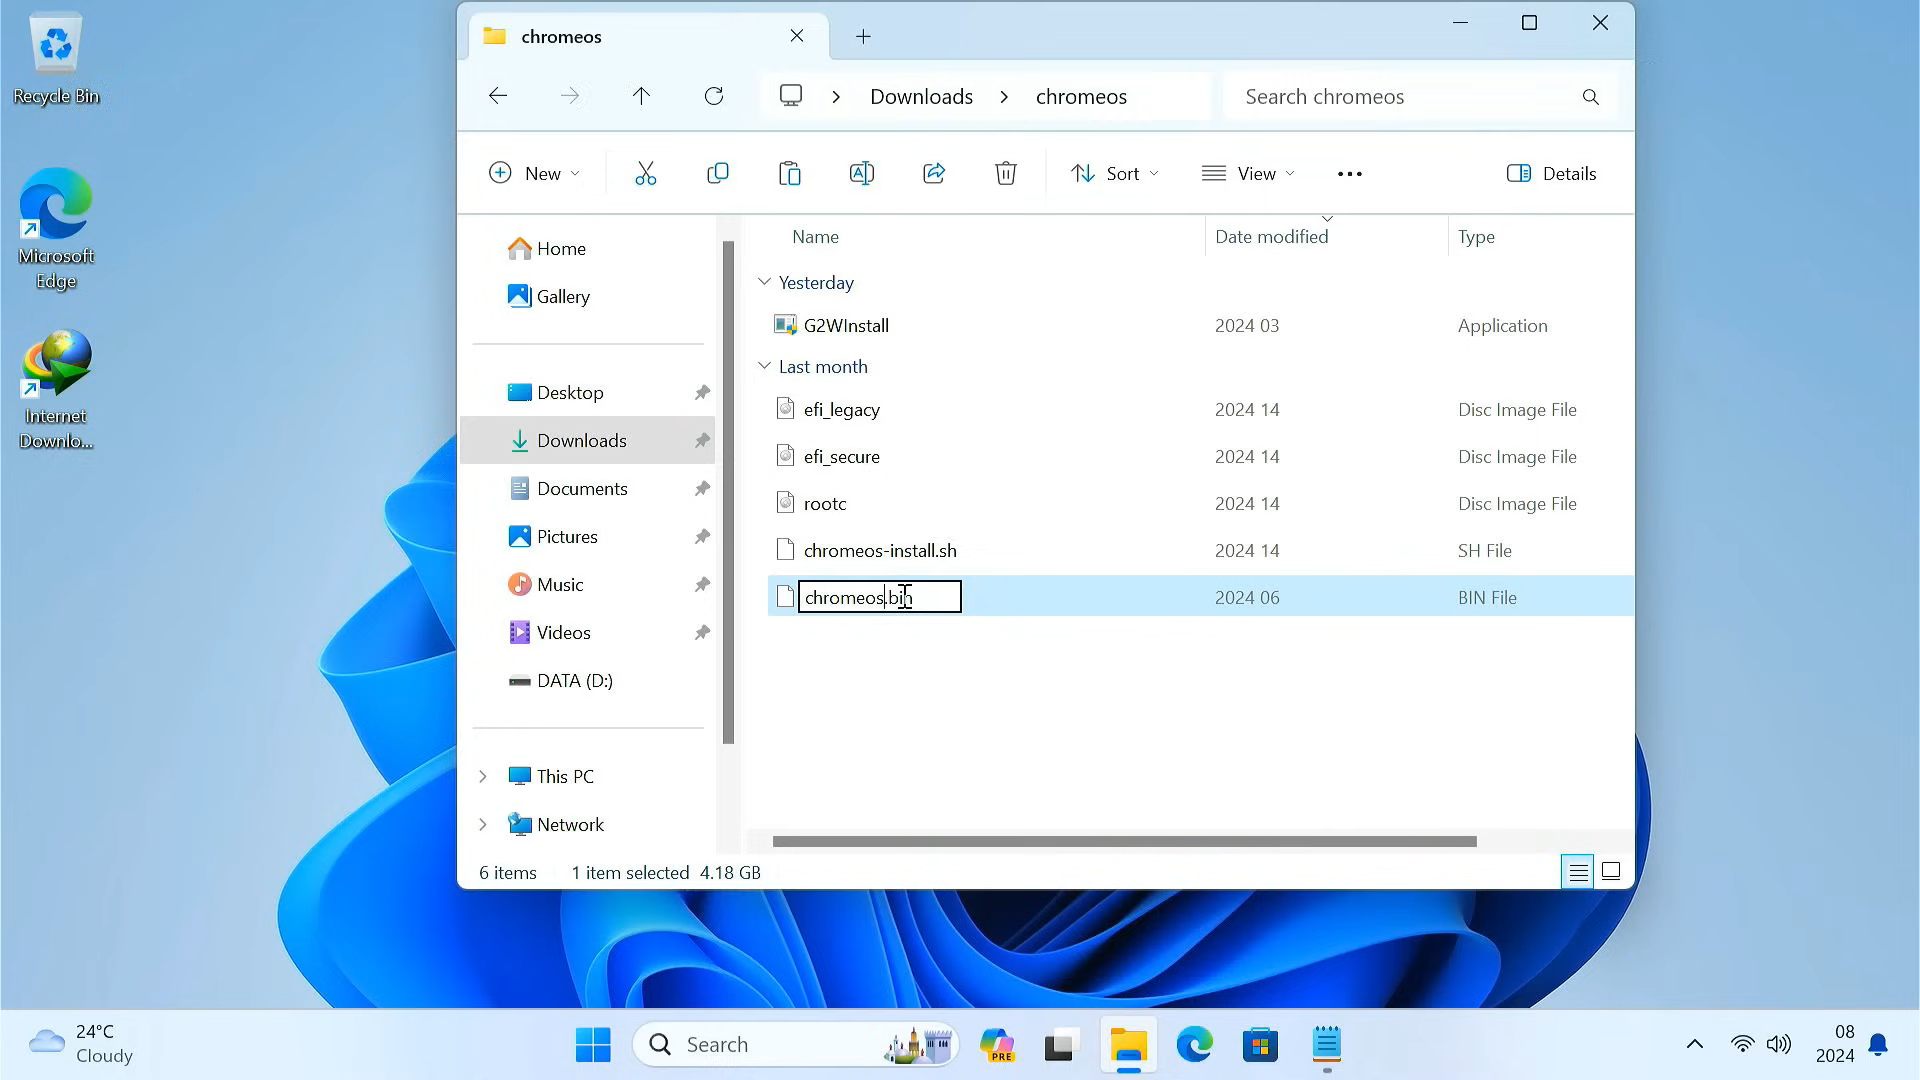 Recycle Bin
Microsoft
Edge
Internet
Downlo...
chromeos
Downloads
chromeos
Search chromeos
New
Sort
View
Details
Home
Gallery
Desktop
Downloads
Documents
Pictures
Music
Videos
DATA (D:)
This PC
Network
Name
Date modified
Type
Yesterday
G2WInstall
2024 03
Application
Last month
efi_legacy
2024 14
Disc Image File
efi_secure
2024 14
Disc Image File
rootc
2024 14
Disc Image File
chromeos-install.sh
2024 14
SH File
chromeos.bin
2024 06
BIN File
6 items
1 item selected 4.18 GB
24°C
Cloudy
Search
PRE
08
2024